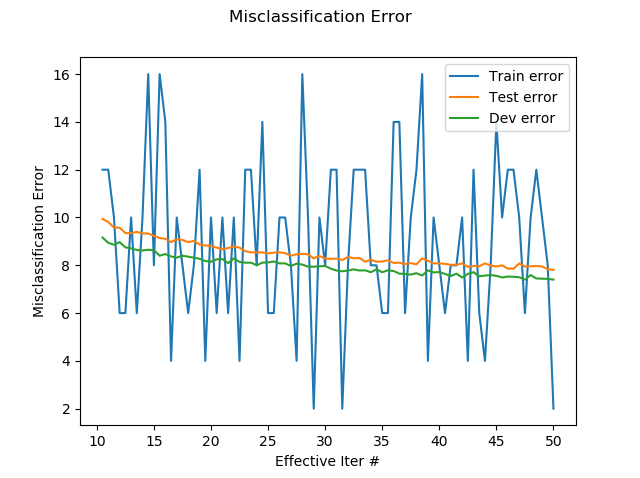 Misclassification Error
Train error
Test error
Dev error
Misclassification Error
16
14
12
10
8
6
4
2
10 15 20 25 30 35 40 45 50
Effective Iter #